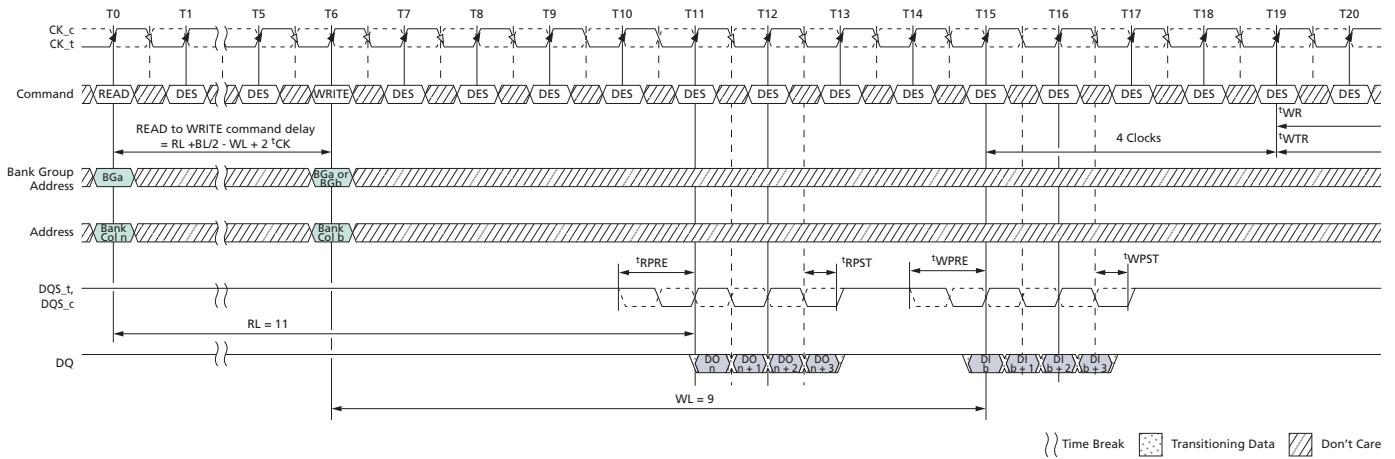 T0 T1 T5 T6 T7 T8 T9 T10 T11 T12 T13 T14 T15 T16 T17 T18 T19 T20
CK_c
CK_t
Command READ DES DES WRITE DES DES DES DES DES DES DES DES DES DES DES DES DES DES
tWR
READ to WRITE command delay
= RL +BL/2 - WL + 2 tCK
4 Clocks
tWTR
Bank Group
Address
BGa
BGa or
BGb
Address
Bank
Col n
Bank
Col b
tRPRE tRPST tWPRE tWPST
DQS_t,
DQS_c
RL = 11
DQ
DO
n
DO
n + 1
DO
n + 2
DO
n + 3
DI
b
DI
b + 1
DI
b + 2
DI
b + 3
WL = 9
Time Break Transitioning Data Don't Care